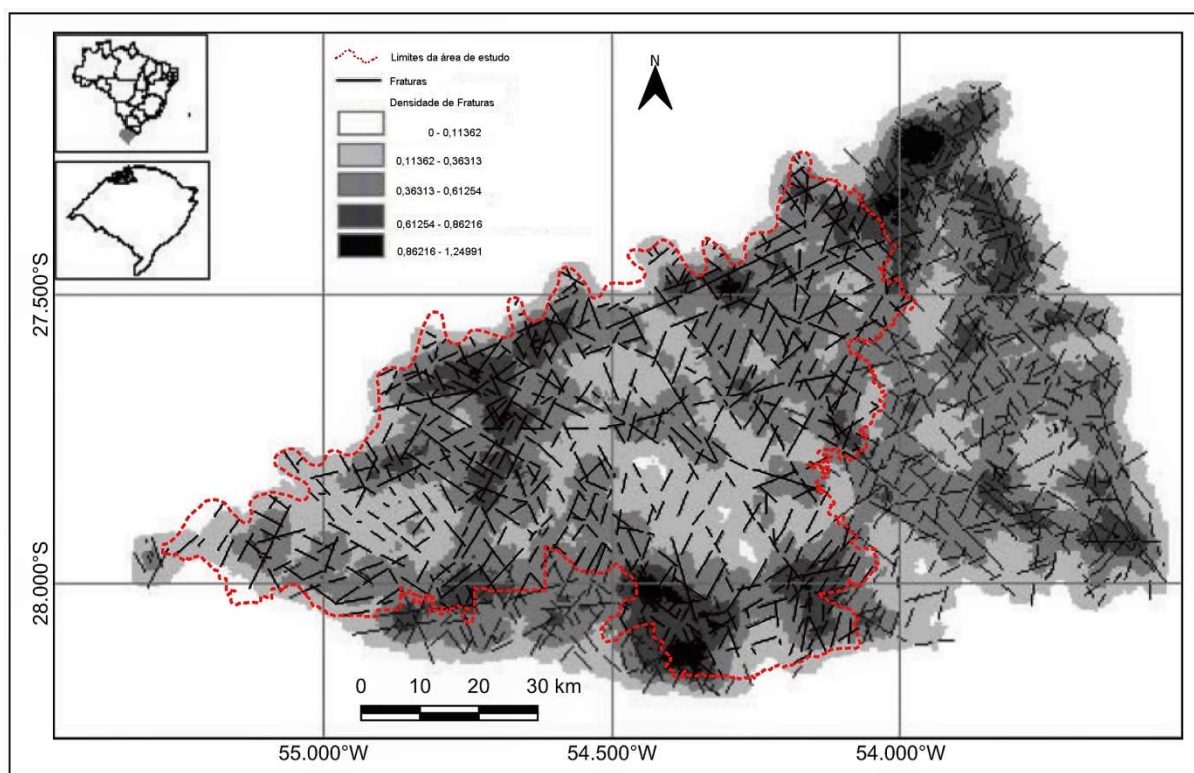 Limites da área de estudo
Fraturas
Densidade de Fraturas
0 - 0,11362
0,11362 - 0,36313
0,36313 - 0,61254
0,61254 - 0,86216
0,86216 - 1,24991
N
27.500°S
28.000°S
0 10 20 30 km
55.000°W 54.500°W 54.000°W